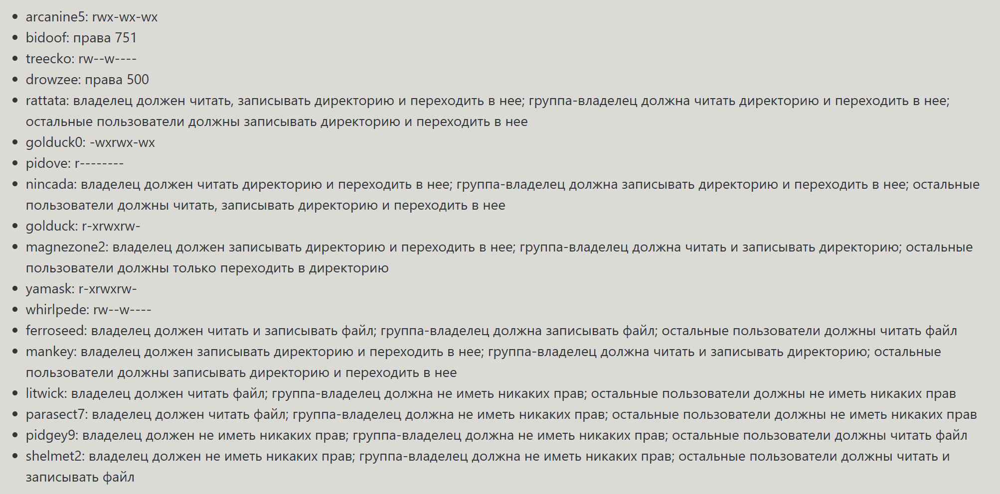 • arcanine5: rwx-wx-wx
• bidoof: права 751
• treecko: rw--w----
• drowzee: права 500
• rattata: владелец должен читать, записывать директорию и переходить в нее; группа-владелец должна читать директорию и переходить в нее;
остальные пользователи должны записывать директорию и переходить в нее
• golduck0: -wxrwx-wx
• pidove: r--------
• nincada: владелец должен читать директорию и переходить в нее; группа-владелец должна записывать директорию и переходить в нее; остальные
пользователи должны читать, записывать директорию и переходить в нее
• golduck: r-xrwxrw-
• magnezone2: владелец должен записывать директорию и переходить в нее; группа-владелец должна читать и записывать директорию; остальные
пользователи должны только переходить в директорию
• yamask: r-xrwxrw-
• whirlpede: rw--w----
• ferroseed: владелец должен читать и записывать файл; группа-владелец должна записывать файл; остальные пользователи должны читать файл
• mankey: владелец должен записывать директорию и переходить в нее; группа-владелец должна читать и записывать директорию; остальные
пользователи должны записывать директорию и переходить в нее
• litwick: владелец должен читать файл; группа-владелец должна не иметь никаких прав; остальные пользователи должны не иметь никаких прав
• parasect7: владелец должен читать файл; группа-владелец должна не иметь никаких прав; остальные пользователи должны не иметь никаких прав
• pidgey9: владелец должен не иметь никаких прав; группа-владелец должна не иметь никаких прав; остальные пользователи должны читать файл
• shelmet2: владелец должен не иметь никаких прав; группа-владелец должна не иметь никаких прав; остальные пользователи должны читать и
записывать файл